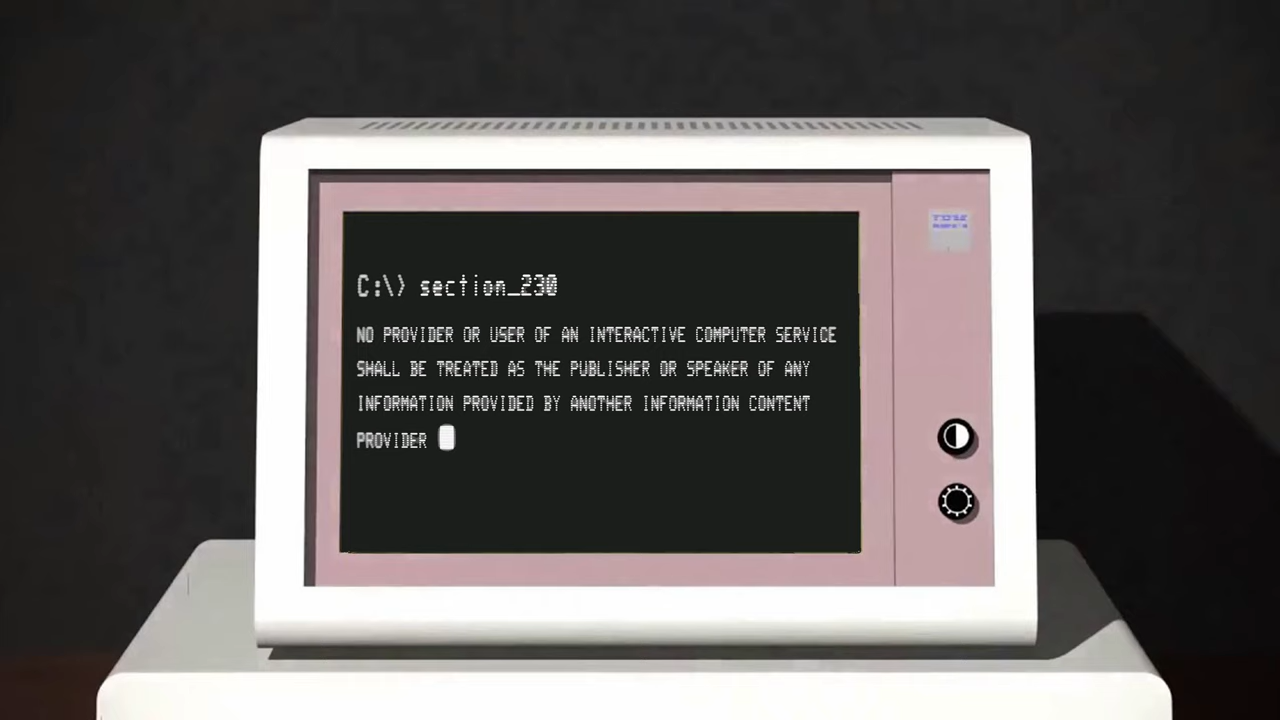 C:\> section_230
NO PROVIDER OR USER OF AN INTERACTIVE COMPUTER SERVICE
SHALL BE TREATED AS THE PUBLISHER OR SPEAKER OF ANY
INFORMATION PROVIDED BY ANOTHER INFORMATION CONTENT
PROVIDER